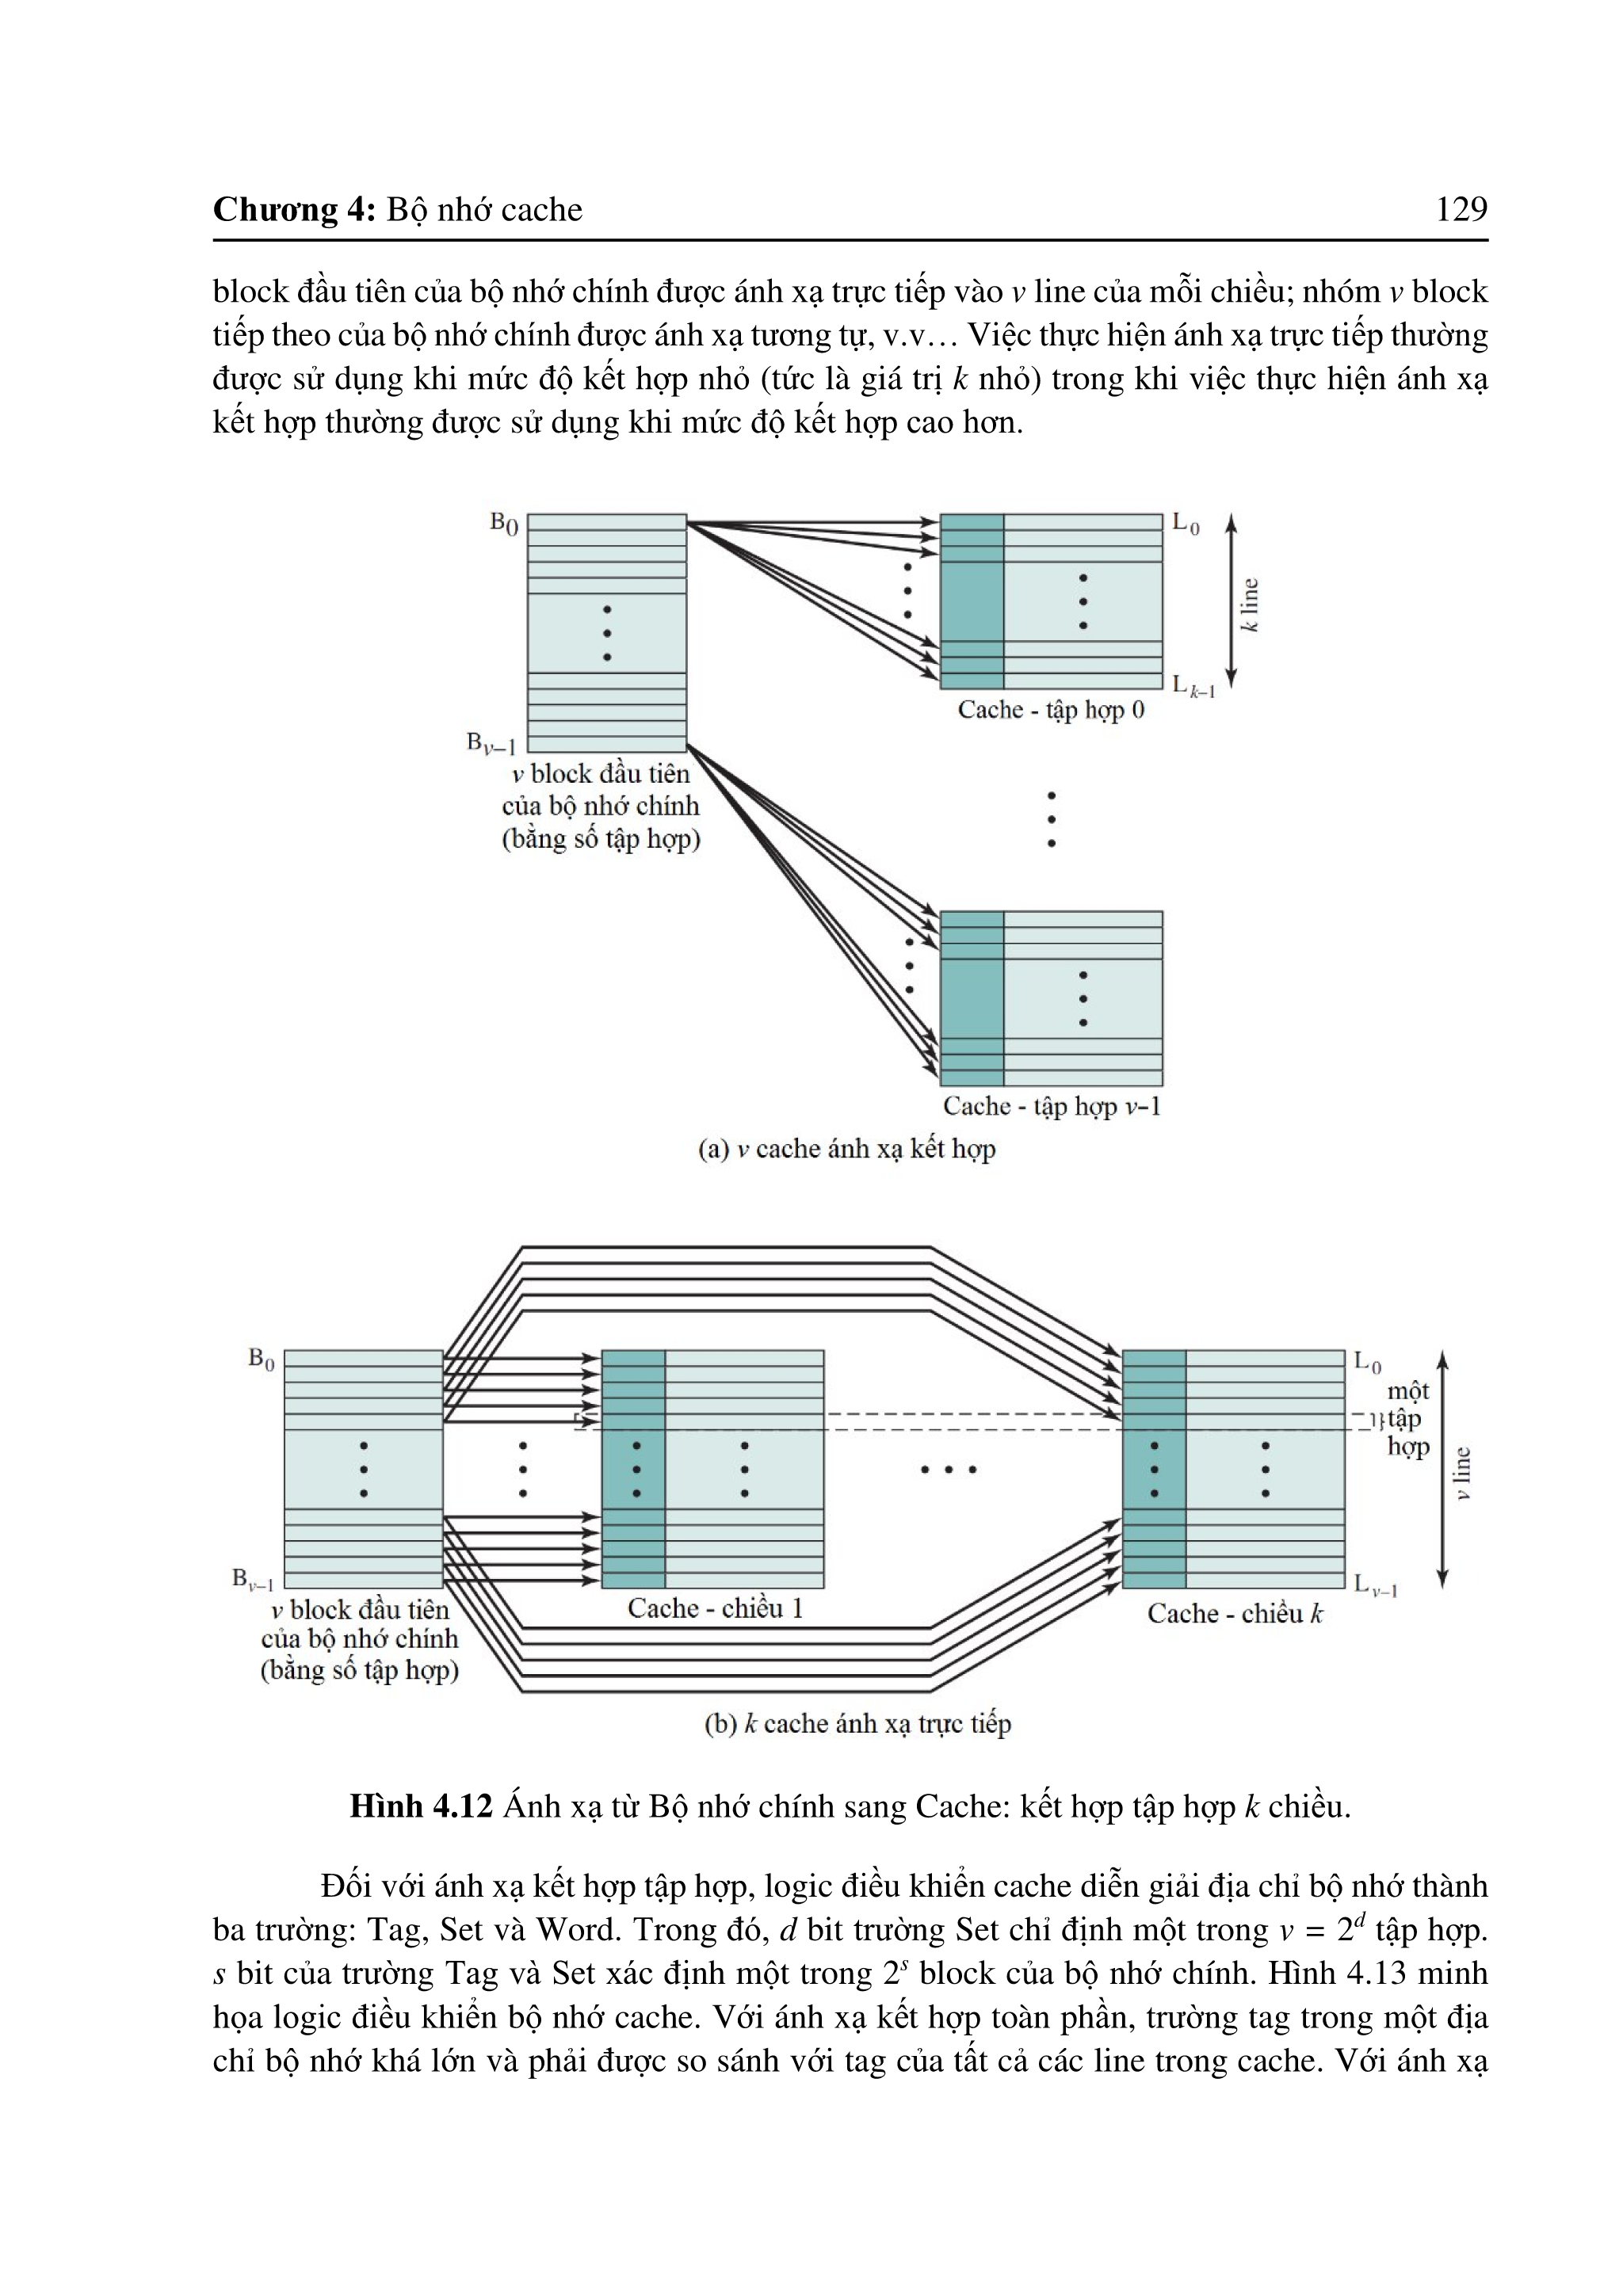 Chương 4: Bộ nhớ cache 129
block đầu tiên của bộ nhớ chính được ánh xạ trực tiếp vào v line của mỗi chiều; nhóm v block
tiếp theo của bộ nhớ chính được ánh xạ tương tự, v.v… Việc thực hiện ánh xạ trực tiếp thường
được sử dụng khi mức độ kết hợp nhỏ (tức là giá trị k nhỏ) trong khi việc thực hiện ánh xạ
kết hợp thường được sử dụng khi mức độ kết hợp cao hơn.
B0
L0
k line
Lk–1
Cache - tập hợp 0
Bv–1
v block đầu tiên
của bộ nhớ chính
(bằng số tập hợp)
Cache - tập hợp v–1
(a) v cache ánh xạ kết hợp
B0
L0
một
tập
hợp
v line
Bv–1
Lv–1
v block đầu tiên
của bộ nhớ chính
(bằng số tập hợp)
Cache - chiều 1
Cache - chiều k
(b) k cache ánh xạ trực tiếp
Hình 4.12 Ánh xạ từ Bộ nhớ chính sang Cache: kết hợp tập hợp k chiều.
Đối với ánh xạ kết hợp tập hợp, logic điều khiển cache diễn giải địa chỉ bộ nhớ thành
ba trường: Tag, Set và Word. Trong đó, d bit trường Set chỉ định một trong v = 2^d tập hợp.
s bit của trường Tag và Set xác định một trong 2^s block của bộ nhớ chính. Hình 4.13 minh
họa logic điều khiển bộ nhớ cache. Với ánh xạ kết hợp toàn phần, trường tag trong một địa
chỉ bộ nhớ khá lớn và phải được so sánh với tag của tất cả các line trong cache. Với ánh xạ